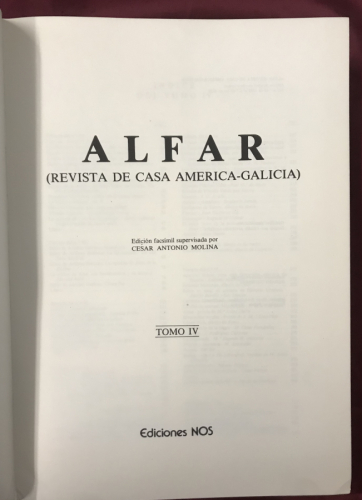 ALFAR
(REVISTA DE CASA AMERICA-GALICIA)
Edición facsímil supervisada por
CESAR ANTONIO MOLINA
TOMO IV
Ediciones NOS